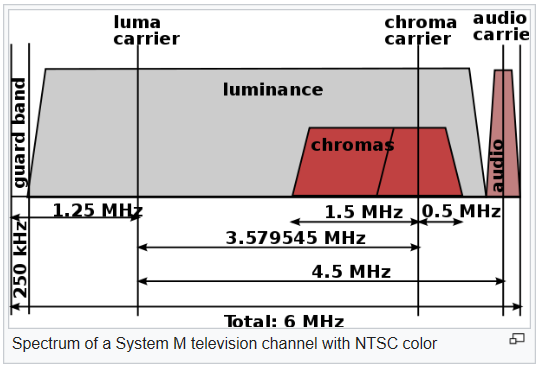 luma
carrier
chroma
carrier
audio
carrie
guard band
luminance
chromas
audio
1.25 MHz
1.5 MHz
0.5 MHz
3.579545 MHz
250 kHz
4.5 MHz
Total: 6 MHz
Spectrum of a System M television channel with NTSC color